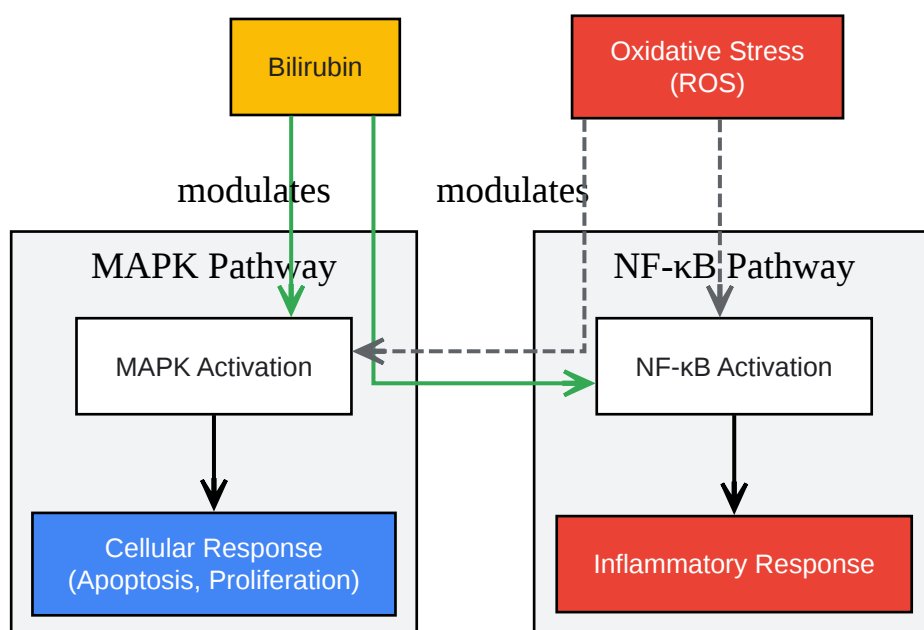 Bilirubin
Oxidative Stress
(ROS)
modulates
modulates
MAPK Pathway
NF-κB Pathway
MAPK Activation
NF-κB Activation
Cellular Response
(Apoptosis, Proliferation)
Inflammatory Response